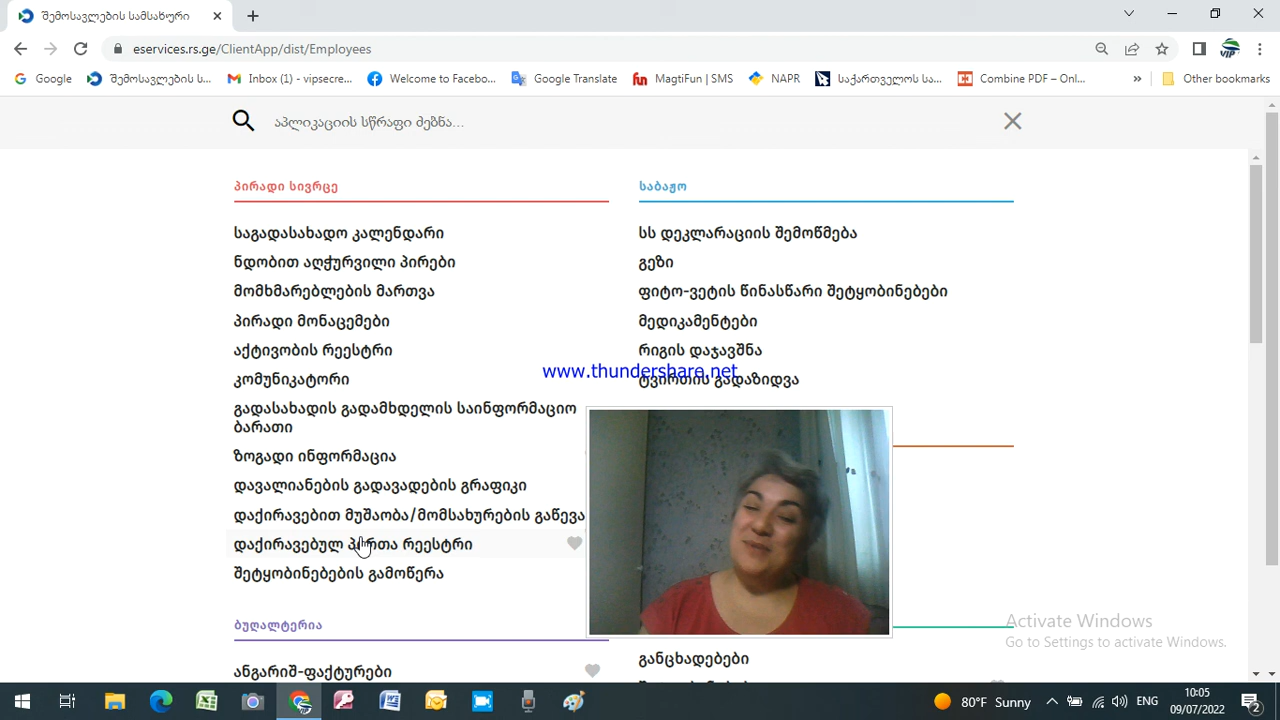 შემოსავლების სამსახური
eservices.rs.ge/ClientApp/dist/Employees
Google
შემოსავლების ს...
Inbox (1) - vipsecre...
Welcome to Facebo...
Google Translate
MagtiFun | SMS
NAPR
საქართველოს სა...
Combine PDF – Onl...
»
Other bookmarks
VIP
აპლიკაციის სწრაფი ძებნა...
პირადი სივრცე
საგადასახადო კალენდარი
ნდობით აღჭურვილი პირები
მომხმარებლების მართვა
პირადი მონაცემები
აქტივობის რეესტრი
კომუნიკატორი
გადასახადის გადამხდელის საინფორმაციო
ბარათი
ზოგადი ინფორმაცია
დავალიანების გადავადების გრაფიკი
დაქირავებით მუშაობა/მომსახურების გაწევა
დაქირავებულ პირთა რეესტრი
შეტყობინებების გამოწერა
ბუღალტერია
ანგარიშ-ფაქტურები
საბაჟო
სს დეკლარაციის შემოწმება
გეზი
ფიტო-ვეტის წინასწარი შეტყობინებები
მედიკამენტები
რიგის დაჯავშნა
www.thundershare.net
ტვირთის გადაზიდვა
განცხადებები
Activate Windows
Go to Settings to activate Windows.
80°F Sunny
ENG
10:05
09/07/2022
2